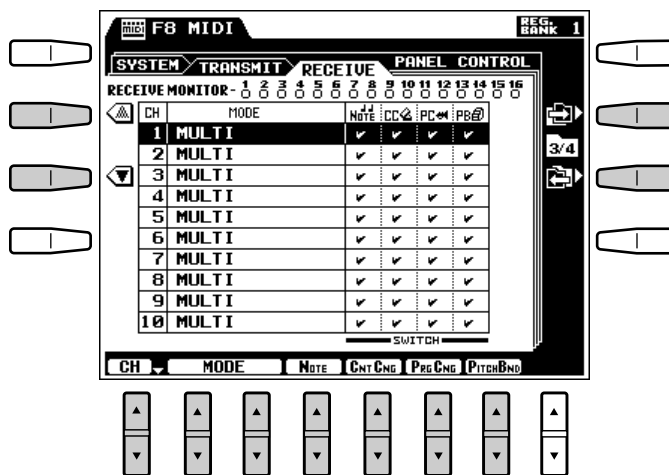 MIDI F8 MIDI REG. BANK 1
SYSTEM TRANSMIT RECEIVE PANEL CONTROL
RECEIVE MONITOR- 1 2 3 4 5 6 7 8 9 10 11 12 13 14 15 16
CH MODE NOTE CC PC PB
1 MULTI
2 MULTI
3/4
3 MULTI
4 MULTI
5 MULTI
6 MULTI
7 MULTI
8 MULTI
9 MULTI
10 MULTI
SWITCH
CH MODE NOTE CNTCNG PRGCNG PITCHBND